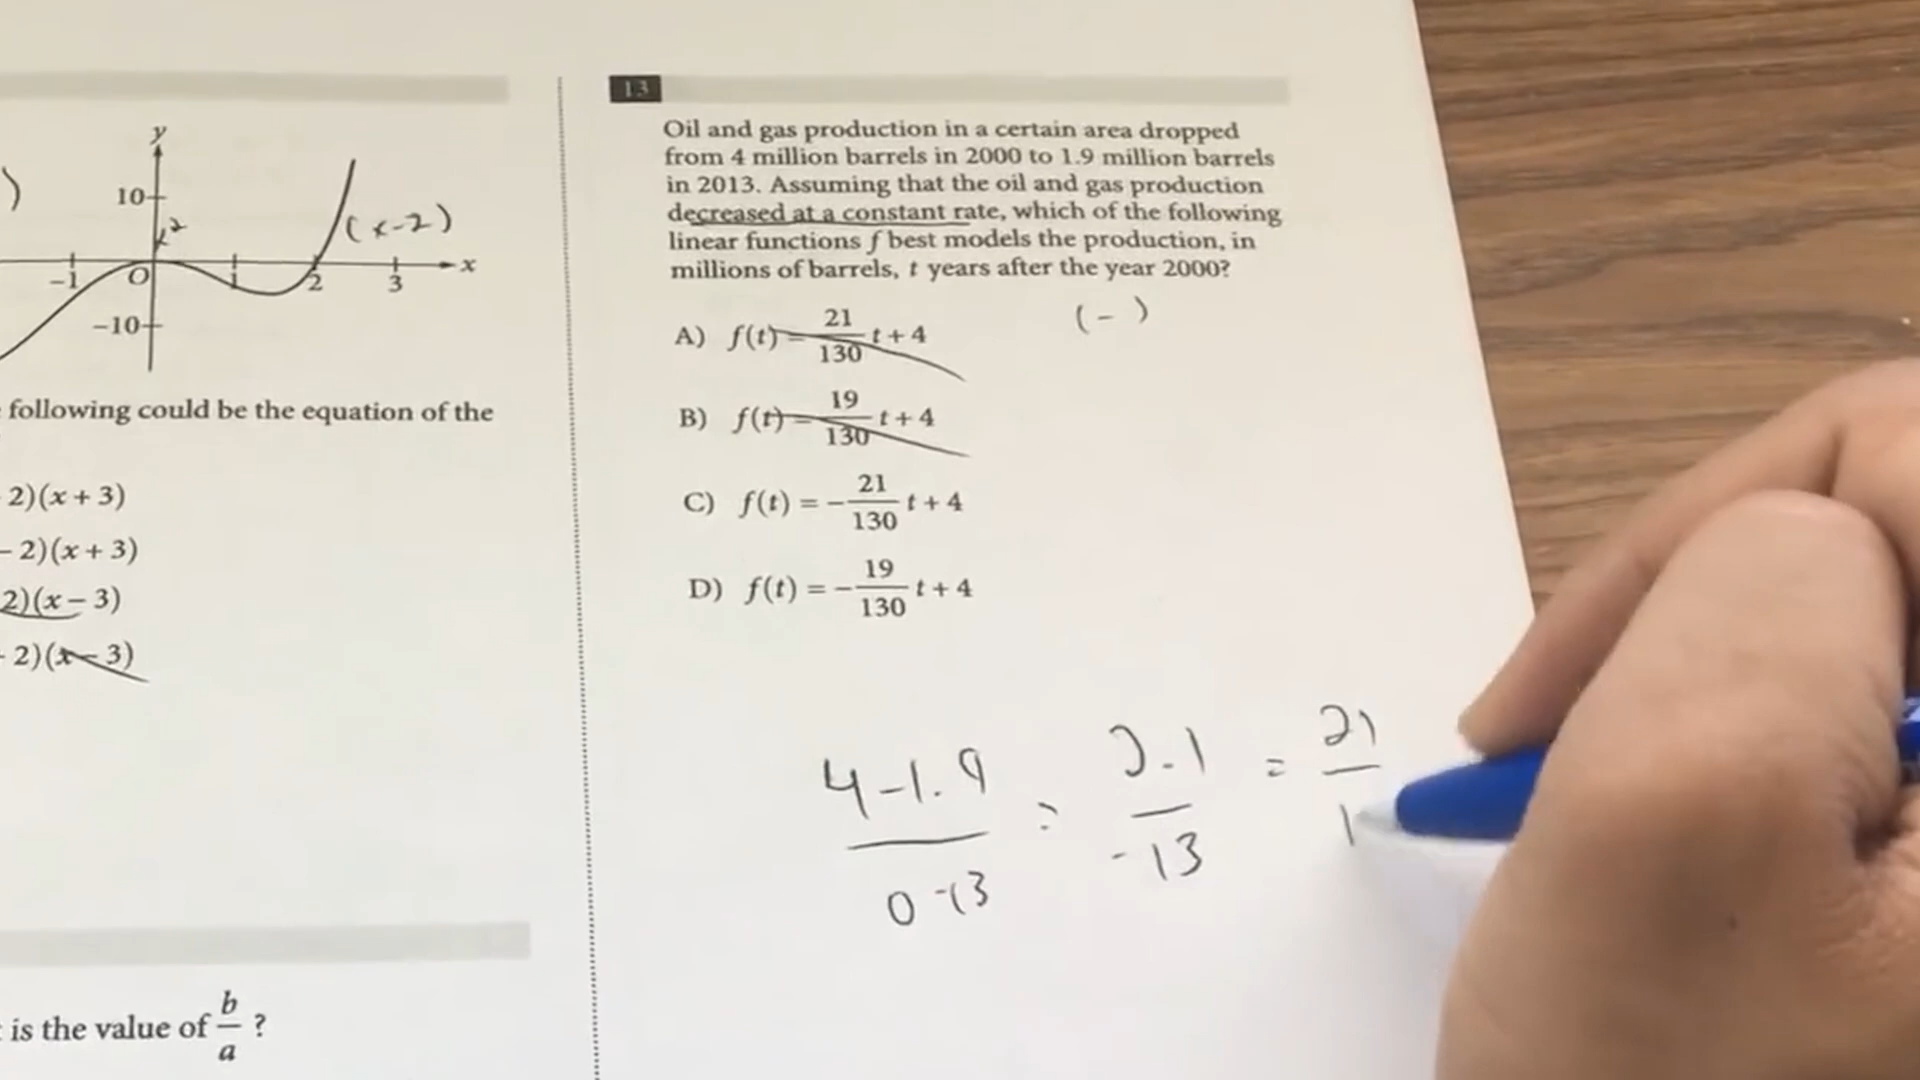 )
y
10
x²
(x-2)
-1
O
1
2
3
x
-10
following could be the equation of the
2)(x + 3)
– 2)(x + 3)
2)(x – 3)
- 2)(x – 3)
is the value of b/a ?
13
Oil and gas production in a certain area dropped
from 4 million barrels in 2000 to 1.9 million barrels
in 2013. Assuming that the oil and gas production
decreased at a constant rate, which of the following
linear functions f best models the production, in
millions of barrels, t years after the year 2000?
(-)
A) f(t) = 21/130 t + 4
B) f(t) = 19/130 t + 4
C) f(t) = -21/130 t + 4
D) f(t) = -19/130 t + 4
4-1.9 / 0-13 = 2.1 / -13 = 21 / 1